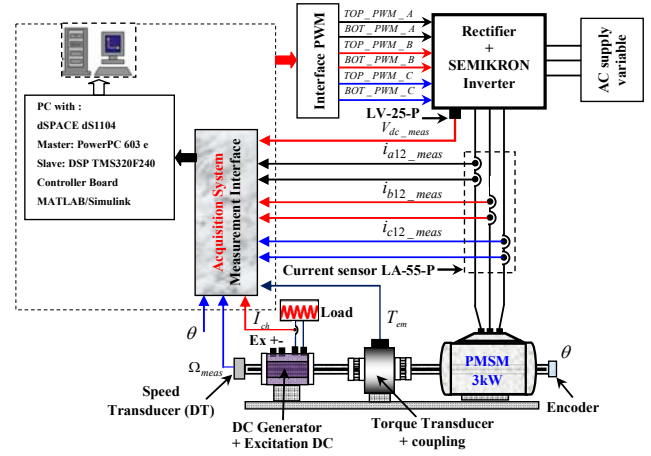 TOP_PWM_A
BOT_PWM_A
TOP_PWM_B
BOT_PWM_B
TOP_PWM_C
BOT_PWM_C
Interface PWM
Rectifier
+
SEMIKRON
Inverter
AC supply
variable
PC with :
dSPACE dS1104
Master: PowerPC 603 e
Slave: DSP TMS320F240
Controller Board
MATLAB/Simulink
Acquisition System
Measurement Interface
LV-25-P
V_dc_meas
i_a12_meas
i_b12_meas
i_c12_meas
Current sensor LA-55-P
θ
I_ch
Load
T_em
Ex +-
Ω_meas
PMSM
3kW
θ
Speed
Transducer (DT)
DC Generator
+ Excitation DC
Torque Transducer
+ coupling
Encoder